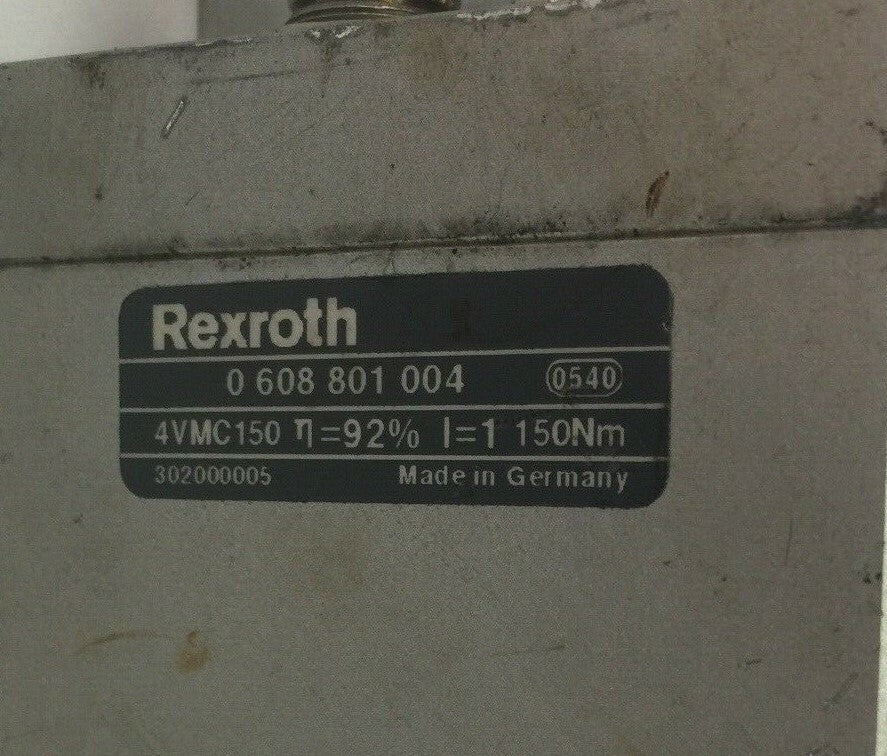 Rexroth
0 608 801 004 0540
4VMC150 η=92% I=1 150Nm
302000005 Made in Germany